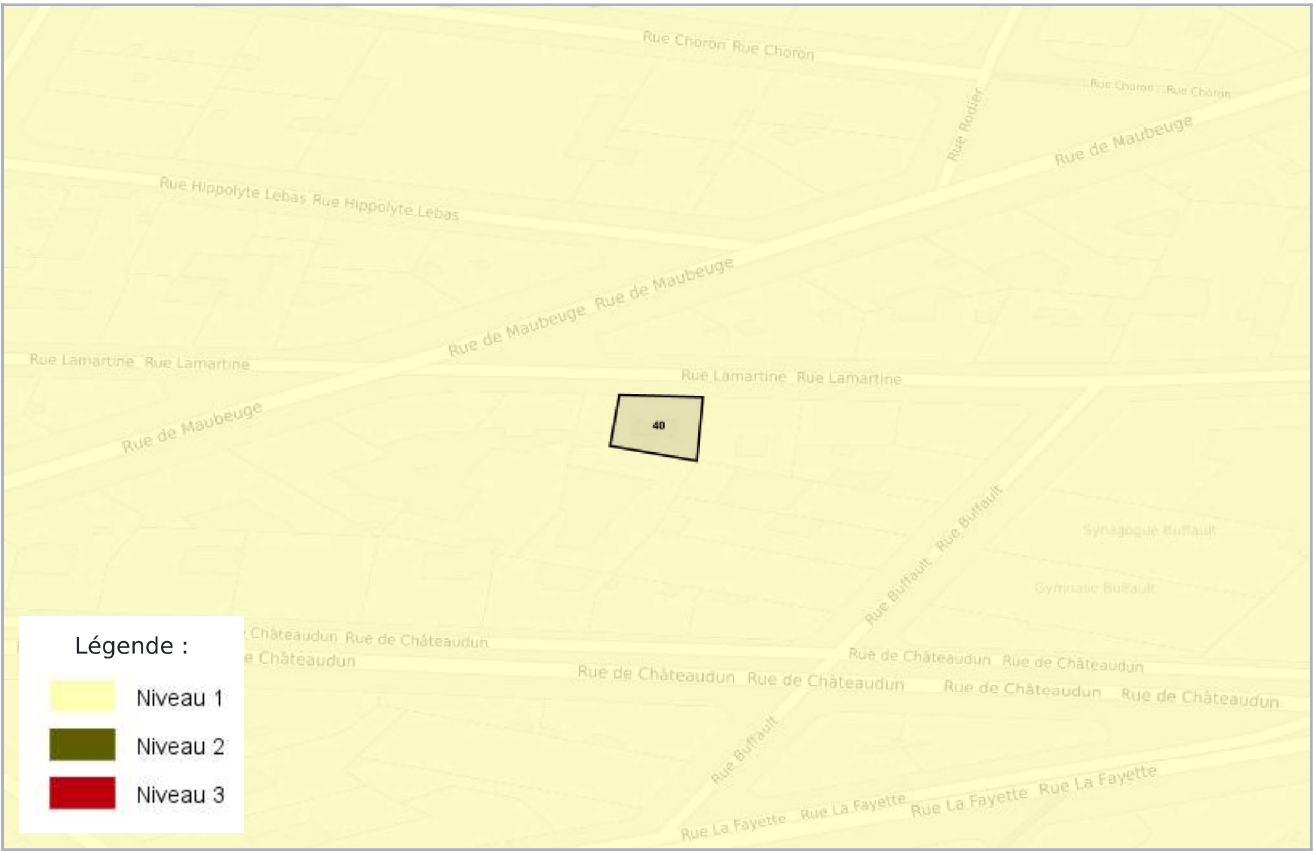 Rue Choron Rue Choron
Rue Choron Rue Choron
Rue Rodier
Rue de Maubeuge
Rue Hippolyte Lebas Rue Hippolyte Lebas
Rue de Maubeuge Rue de Maubeuge
Rue Lamartine Rue Lamartine
Rue Lamartine Rue Lamartine
Rue de Maubeuge
40
Rue Buffault Rue Buffault
Synagogue Buffault
Gymnase Buffault
Châteaudun Rue de Châteaudun
e Châteaudun
Rue de Châteaudun Rue de Châteaudun
Rue de Châteaudun Rue de Châteaudun
Rue de Châteaudun Rue de Châteaudun
Rue Buffault
Rue La Fayette Rue La Fayette
Rue La Fayette Rue La Fayette
Légende :
Niveau 1
Niveau 2
Niveau 3